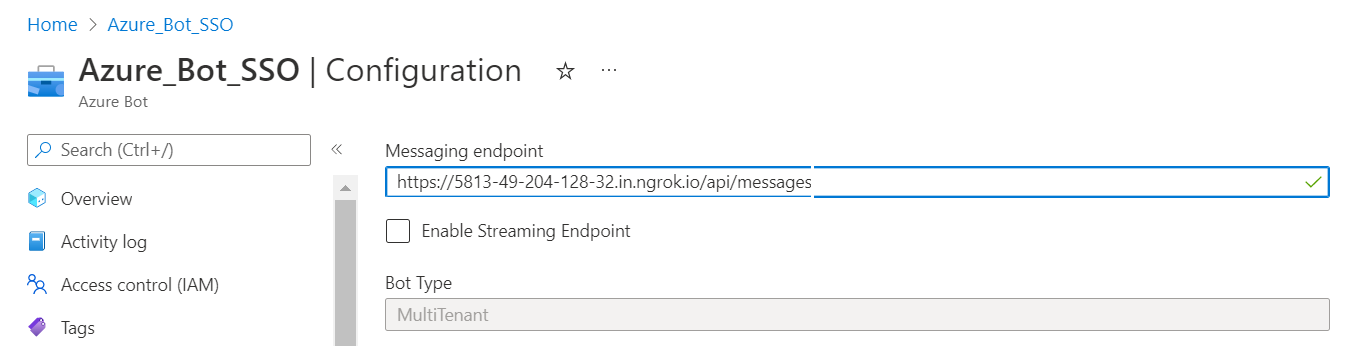 Home > Azure_Bot_SSO
Azure_Bot_SSO | Configuration ☆ ···
Azure Bot
Search (Ctrl+/) «
Overview
Activity log
Access control (IAM)
Tags
Messaging endpoint
https://5813-49-204-128-32.in.ngrok.io/api/messages
Enable Streaming Endpoint
Bot Type
MultiTenant